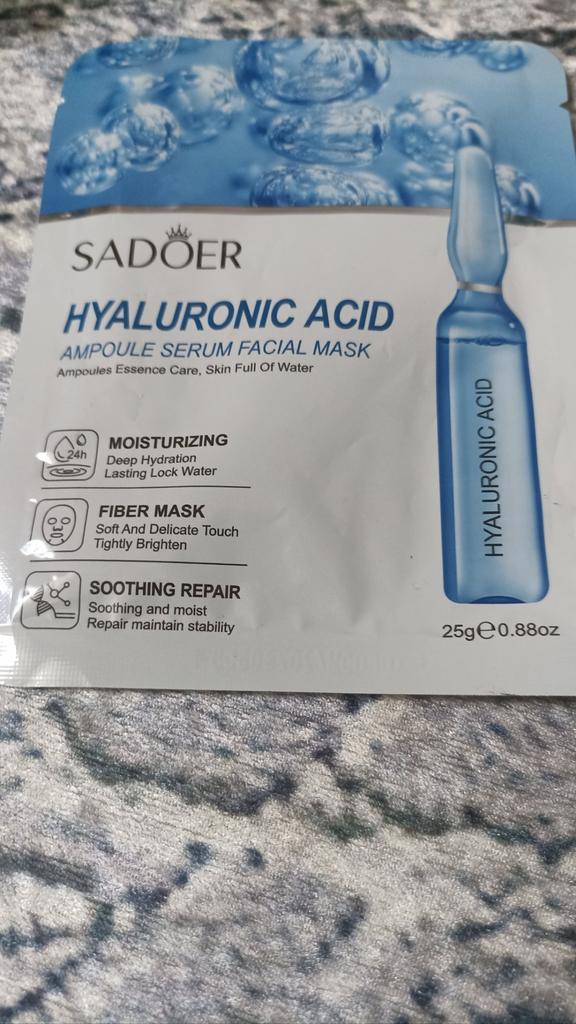 SADOER
HYALURONIC ACID
AMPOULE SERUM FACIAL MASK
Ampoules Essence Care, Skin Full Of Water
24h
MOISTURIZING
Deep Hydration
Lasting Lock Water
FIBER MASK
Soft And Delicate Touch
Tightly Brighten
SOOTHING REPAIR
Soothing and moist
Repair maintain stability
HYALURONIC ACID
25g℮0.88oz